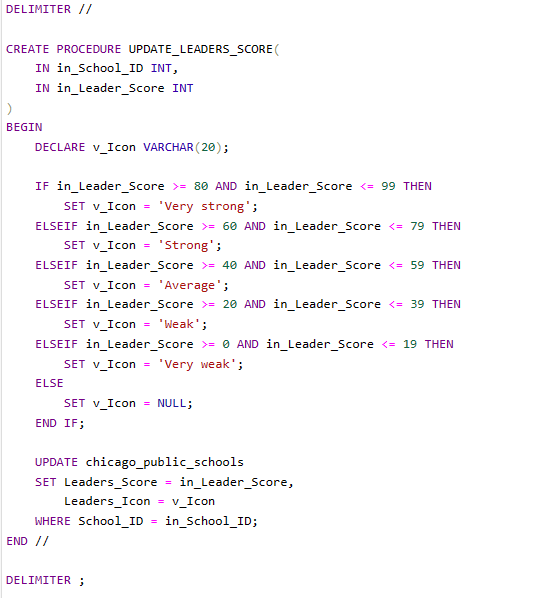 DELIMITER //
CREATE PROCEDURE UPDATE_LEADERS_SCORE(
    IN in_School_ID INT,
    IN in_Leader_Score INT
)
BEGIN
    DECLARE v_Icon VARCHAR(20);
    IF in_Leader_Score >= 80 AND in_Leader_Score <= 99 THEN
        SET v_Icon = 'Very strong';
    ELSEIF in_Leader_Score >= 60 AND in_Leader_Score <= 79 THEN
        SET v_Icon = 'Strong';
    ELSEIF in_Leader_Score >= 40 AND in_Leader_Score <= 59 THEN
        SET v_Icon = 'Average';
    ELSEIF in_Leader_Score >= 20 AND in_Leader_Score <= 39 THEN
        SET v_Icon = 'Weak';
    ELSEIF in_Leader_Score >= 0 AND in_Leader_Score <= 19 THEN
        SET v_Icon = 'Very weak';
    ELSE
        SET v_Icon = NULL;
    END IF;
    UPDATE chicago_public_schools
    SET Leaders_Score = in_Leader_Score,
        Leaders_Icon = v_Icon
    WHERE School_ID = in_School_ID;
END //
DELIMITER ;